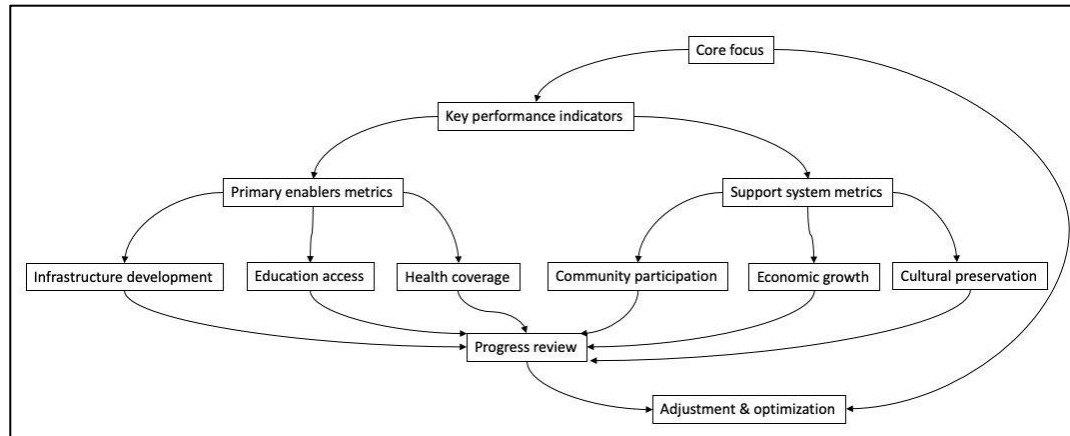 Core focus
Key performance indicators
Primary enablers metrics
Support system metrics
Infrastructure development
Education access
Health coverage
Community participation
Economic growth
Cultural preservation
Progress review
Adjustment & optimization